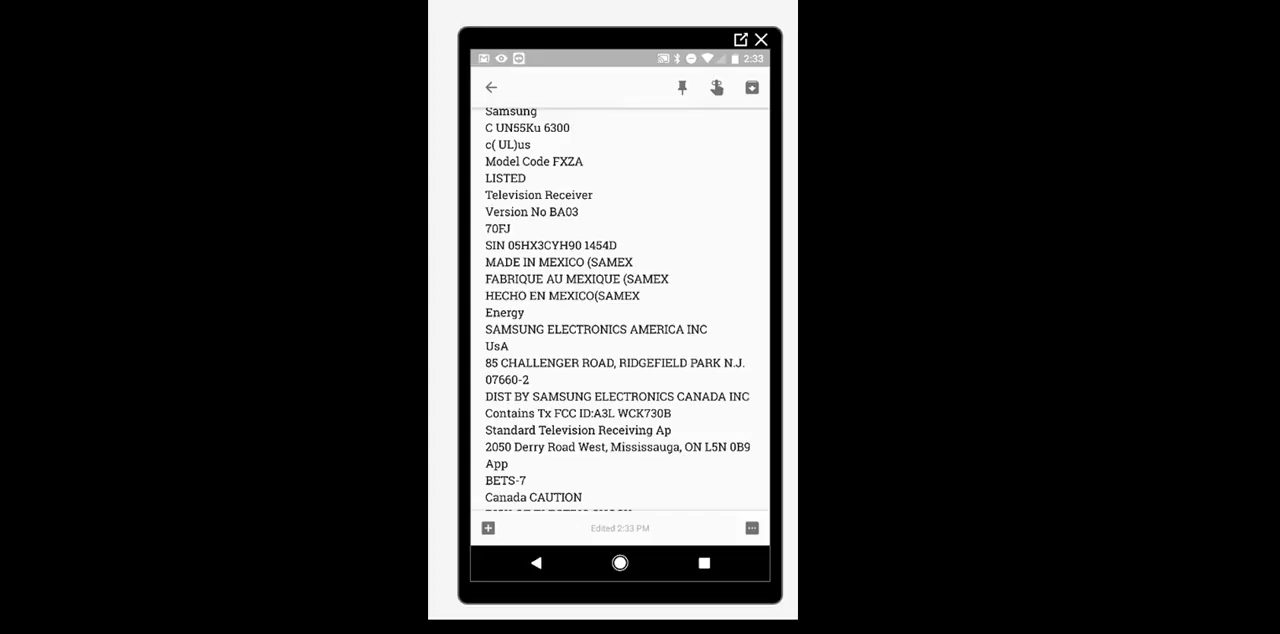 2:33
Samsung
C UN55Ku 6300
c( UL)us
Model Code FXZA
LISTED
Television Receiver
Version No BA03
70FJ
SIN 05HX3CYH90 1454D
MADE IN MEXICO (SAMEX
FABRIQUE AU MEXIQUE (SAMEX
HECHO EN MEXICO(SAMEX
Energy
SAMSUNG ELECTRONICS AMERICA INC
UsA
85 CHALLENGER ROAD, RIDGEFIELD PARK N.J.
07660-2
DIST BY SAMSUNG ELECTRONICS CANADA INC
Contains Tx FCC ID:A3L WCK730B
Standard Television Receiving Ap
2050 Derry Road West, Mississauga, ON L5N 0B9
App
BETS-7
Canada CAUTION
Edited 2:33 PM